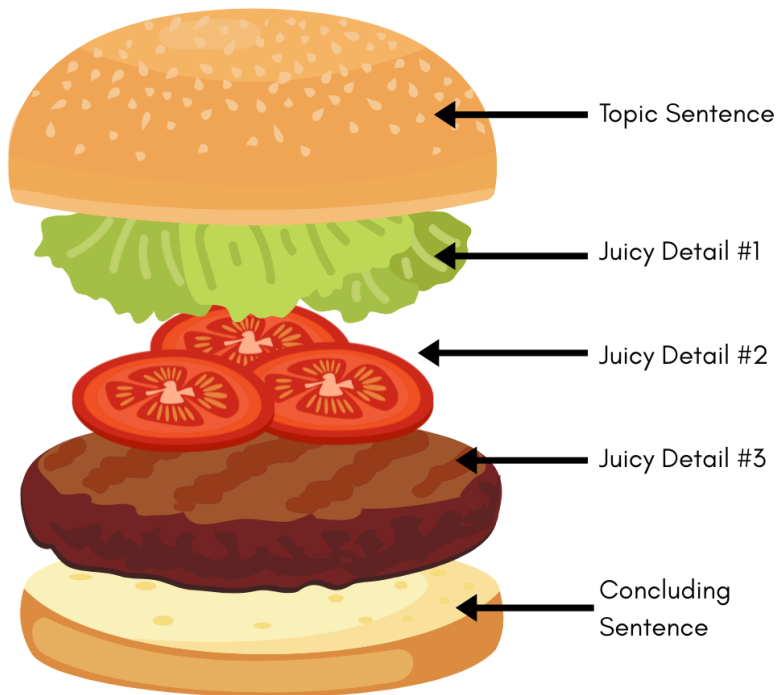 Topic Sentence
Juicy Detail #1
Juicy Detail #2
Juicy Detail #3
Concluding
Sentence